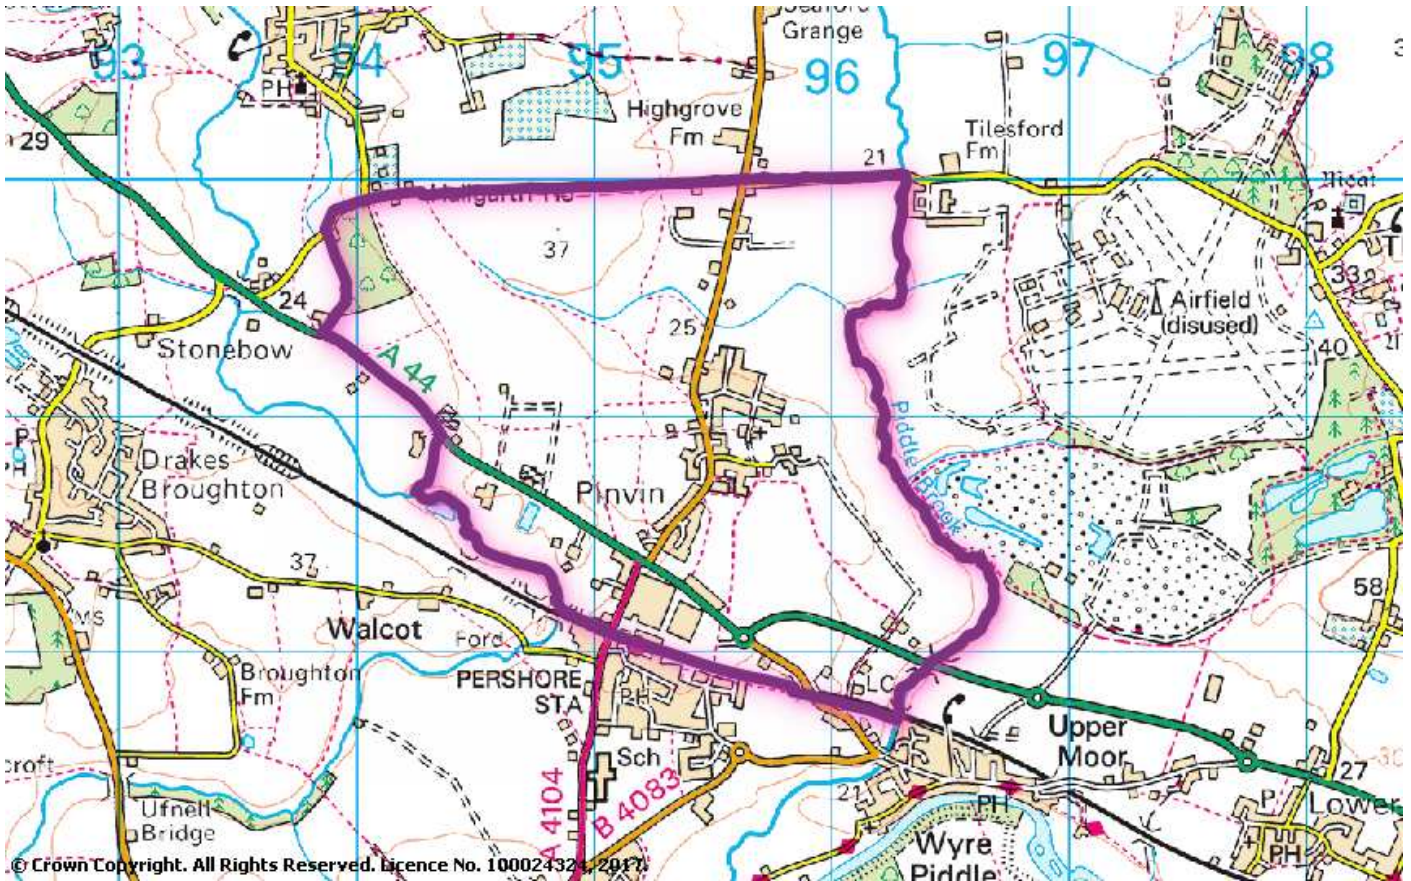 Grange
93
94
95
96
97
98
PH
Highgrove
Fm
Tilesford
Fm
29
21
Moat
37
33
24
25
Airfield
(disused)
Stonebow
A 44
40
P
Drakes
Broughton
Piddle Brook
Pinvin
37
58
MS
Walcot
Ford
LC
Broughton
Fm
PERSHORE
STA
PH
Upper
Moor
Sch
croft
27
A 4104
B 4083
21
PH
P
Lower
Ufnell
Bridge
Wyre
Piddle
PH
© Crown Copyright. All Rights Reserved. Licence No. 100024324, 2017.